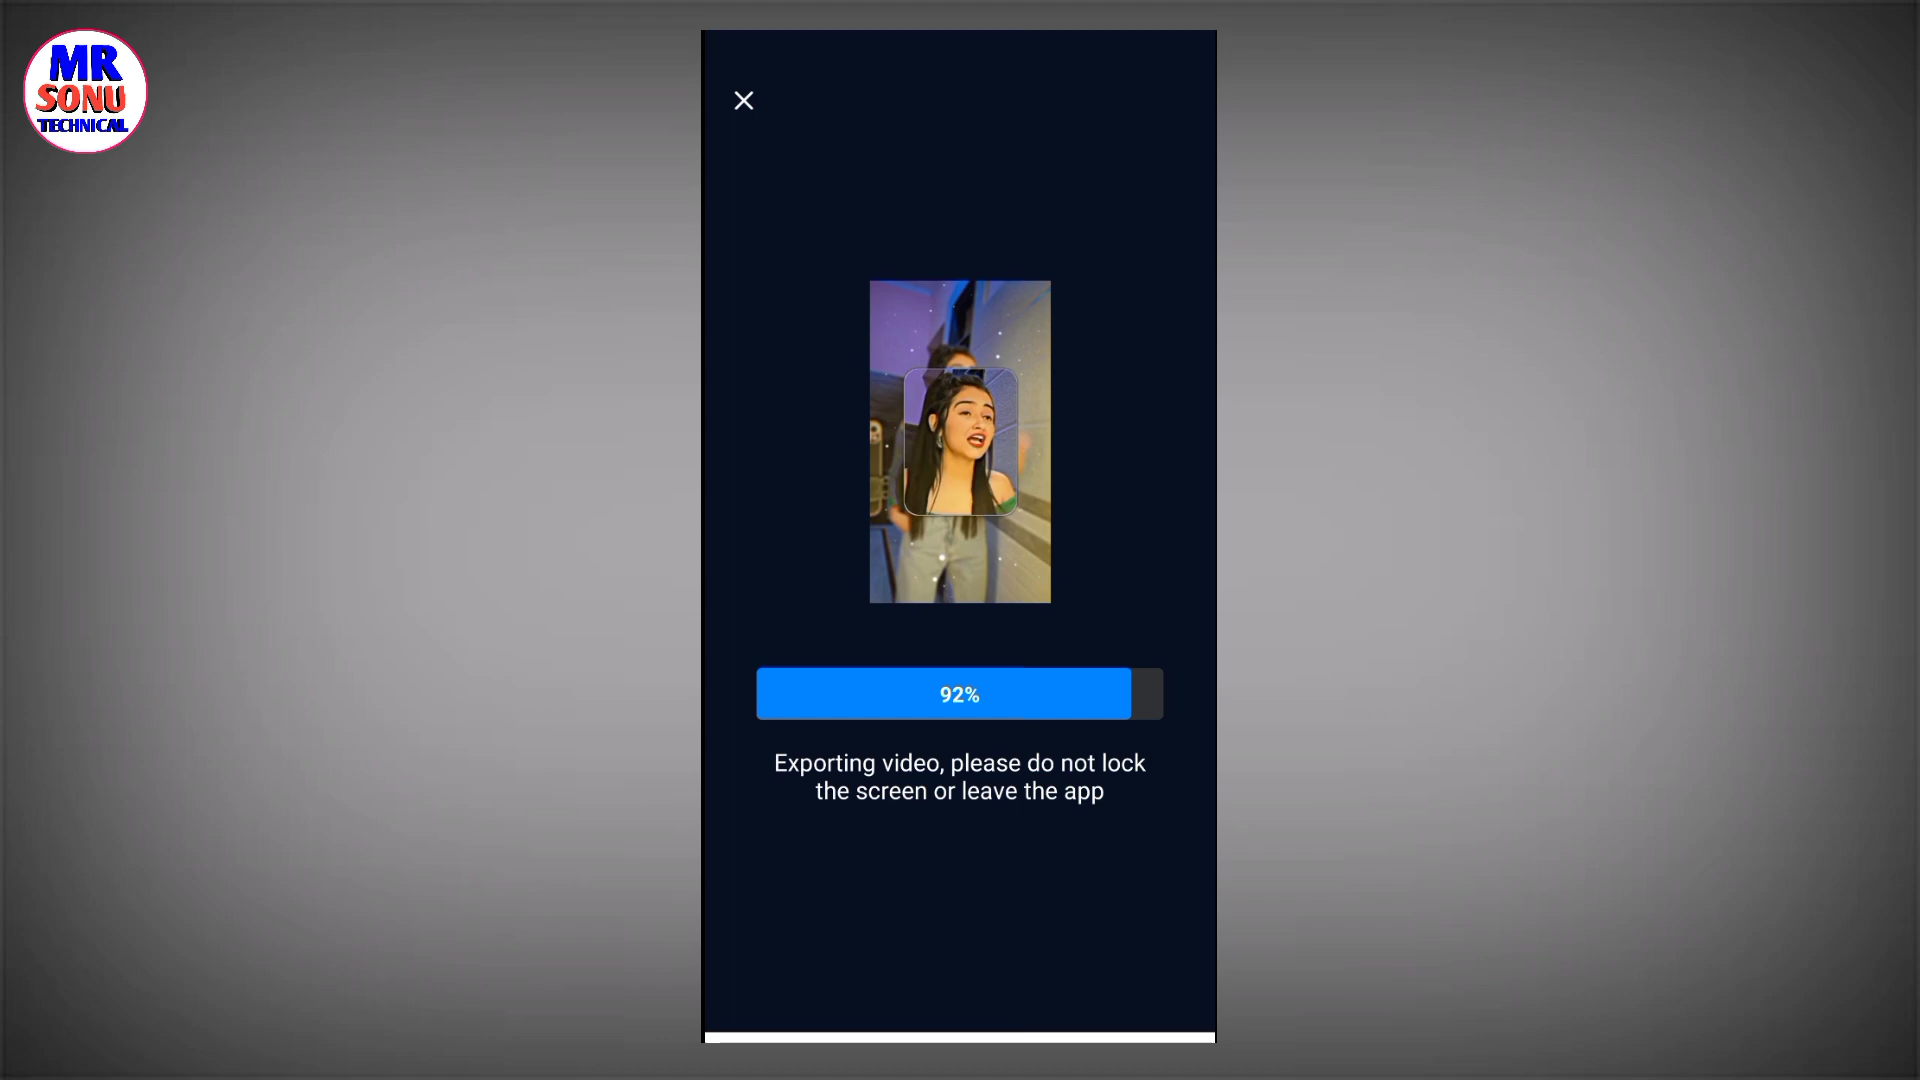 MR
SONU
TECHNICAL
92%
Exporting video, please do not lock
the screen or leave the app